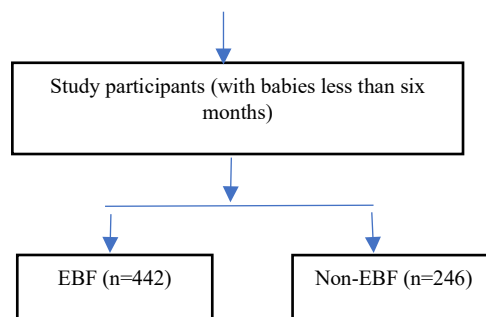 Study participants (with babies less than six
months)
EBF (n=442)
Non-EBF (n=246)